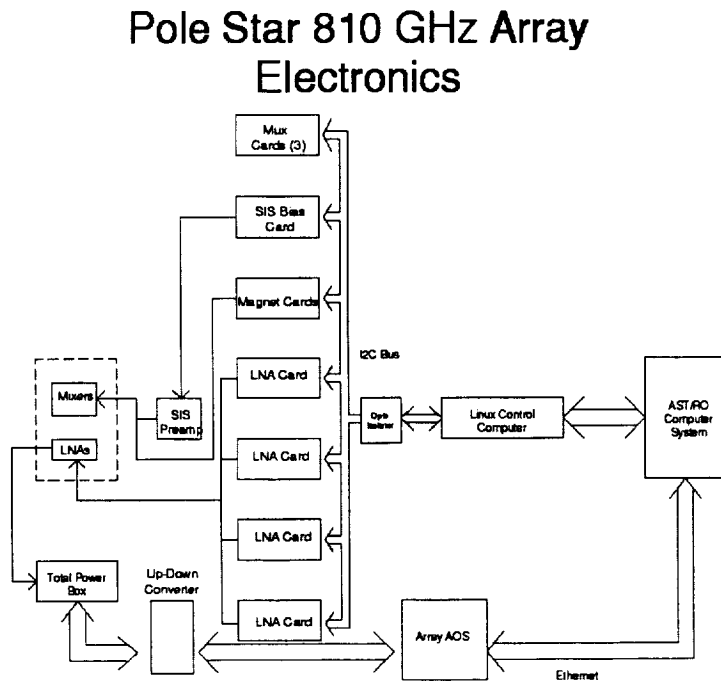 Pole Star 810 GHz Array
Electronics
Mux
Cards (3)
SIS Bias
Card
Magnet Cards
I2C Bus
LNA Card
Mixers
SIS
Preamp
Opto
Isolator
Linux Control
Computer
AST/RO
Computer
System
LNAs
LNA Card
LNA Card
Total Power
Box
Up-Down
Converter
LNA Card
Array AOS
Ethernet